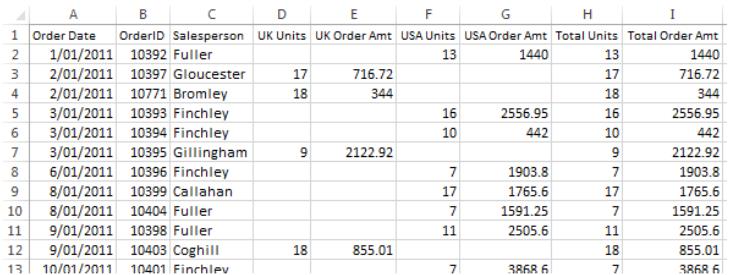 A B C D E F G H I
1 Order Date OrderID Salesperson UK Units UK Order Amt USA Units USA Order Amt Total Units Total Order Amt
2 1/01/2011 10392 Fuller 13 1440 13 1440
3 2/01/2011 10397 Gloucester 17 716.72 17 716.72
4 2/01/2011 10771 Bromley 18 344 18 344
5 3/01/2011 10393 Finchley 16 2556.95 16 2556.95
6 3/01/2011 10394 Finchley 10 442 10 442
7 3/01/2011 10395 Gillingham 9 2122.92 9 2122.92
8 6/01/2011 10396 Finchley 7 1903.8 7 1903.8
9 8/01/2011 10399 Callahan 17 1765.6 17 1765.6
10 8/01/2011 10404 Fuller 7 1591.25 7 1591.25
11 9/01/2011 10398 Fuller 11 2505.6 11 2505.6
12 9/01/2011 10403 Coghill 18 855.01 18 855.01
13 10/01/2011 10401 Finchley 7 3868.6 7 3868.6